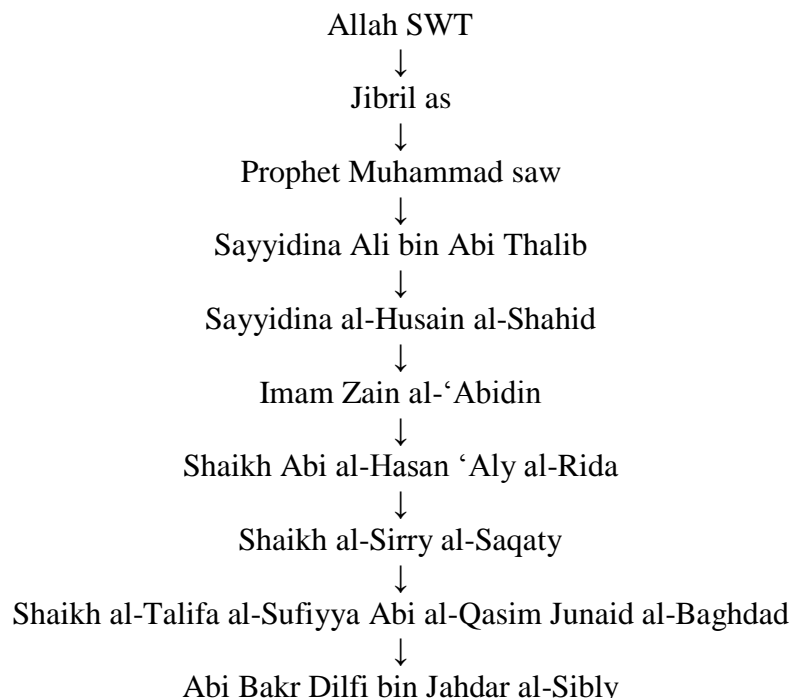 Allah SWT
↓
Jibril as
↓
Prophet Muhammad saw
↓
Sayyidina Ali bin Abi Thalib
↓
Sayyidina al-Husain al-Shahid
↓
Imam Zain al-‘Abidin
↓
Shaikh Abi al-Hasan ‘Aly al-Rida
↓
Shaikh al-Sirry al-Saqaty
↓
Shaikh al-Talifa al-Sufiyya Abi al-Qasim Junaid al-Baghdad
↓
Abi Bakr Dilfi bin Jahdar al-Sibly